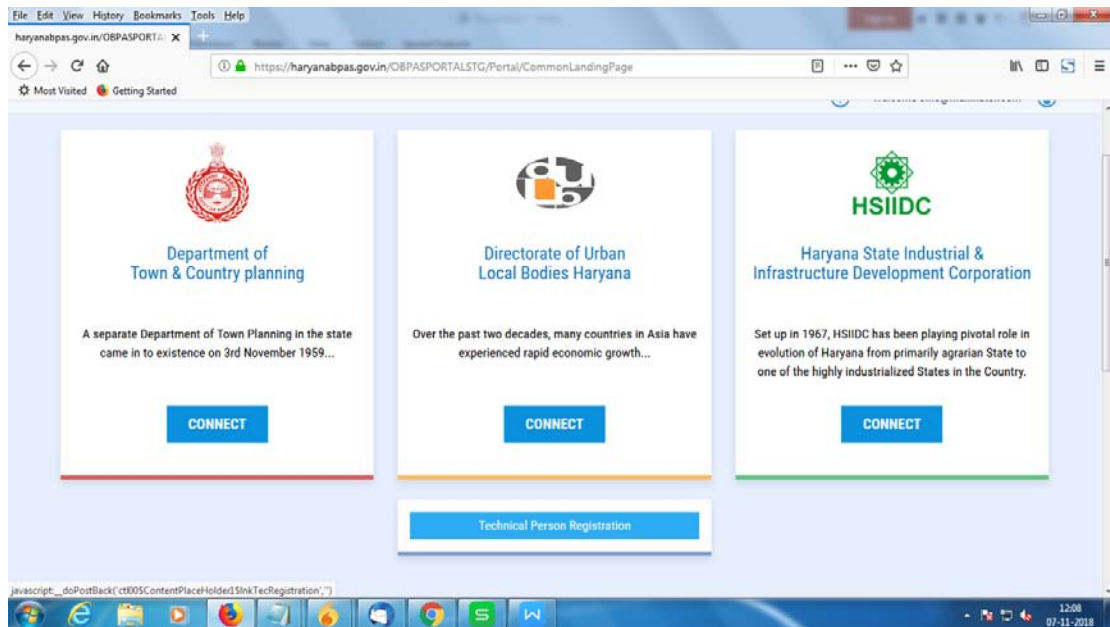 File Edit View History Bookmarks Tools Help
haryanabpas.gov.in/OBPASPORTA
https://haryanabpas.gov.in/OBPASPORTALSTG/Portal/CommonLandingPage
Most Visited Getting Started
HSIIDC
Department of
Town & Country planning
Directorate of Urban
Local Bodies Haryana
Haryana State Industrial &
Infrastructure Development Corporation
A separate Department of Town Planning in the state
came in to existence on 3rd November 1959...
Over the past two decades, many countries in Asia have
experienced rapid economic growth...
Set up in 1967, HSIIDC has been playing pivotal role in
evolution of Haryana from primarily agrarian State to
one of the highly industrialized States in the Country.
CONNECT
CONNECT
CONNECT
Technical Person Registration
javascript:__doPostBack('ctl00$ContentPlaceHolder1$lnkTecRegistration','')
12:08
07-11-2018